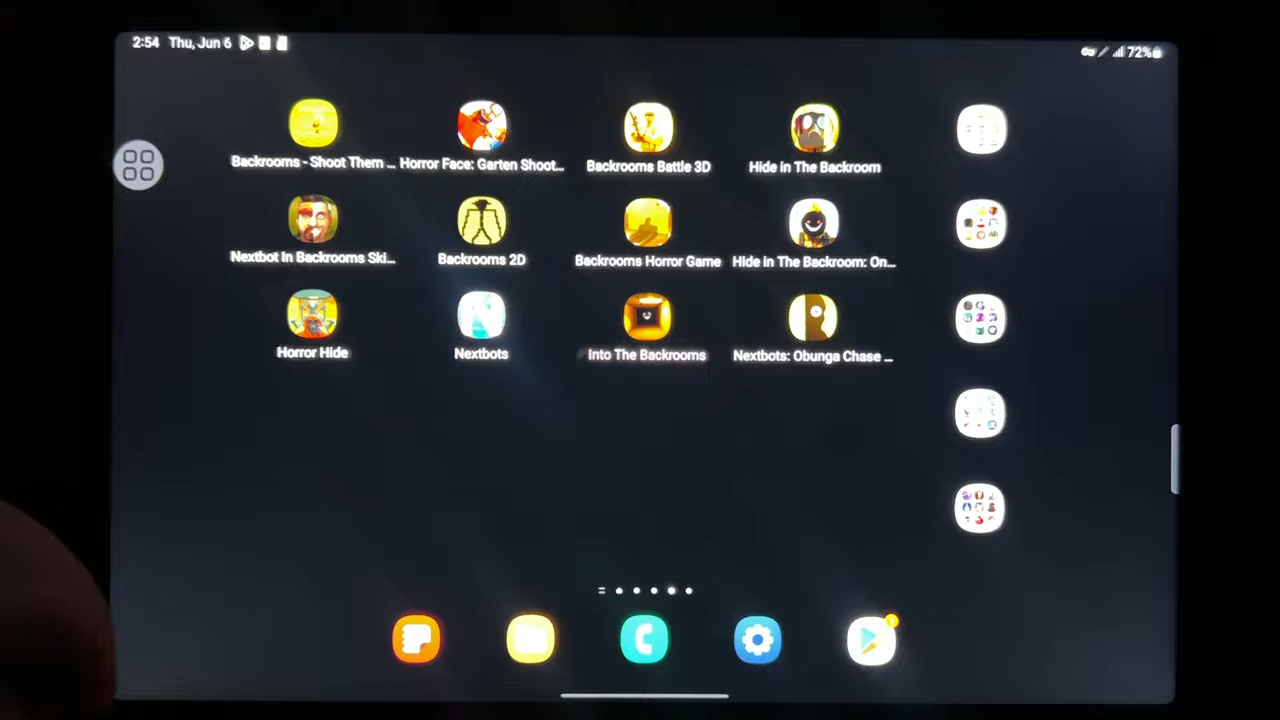 2:54 Thu, Jun 6
72%
Backrooms - Shoot Them ...
Horror Face: Garten Shoot...
Backrooms Battle 3D
Hide in The Backroom
Nextbot In Backrooms Ski...
Backrooms 2D
Backrooms Horror Game
Hide in The Backroom: On...
Horror Hide
Nextbots
Into The Backrooms
Nextbots: Obunga Chase ...